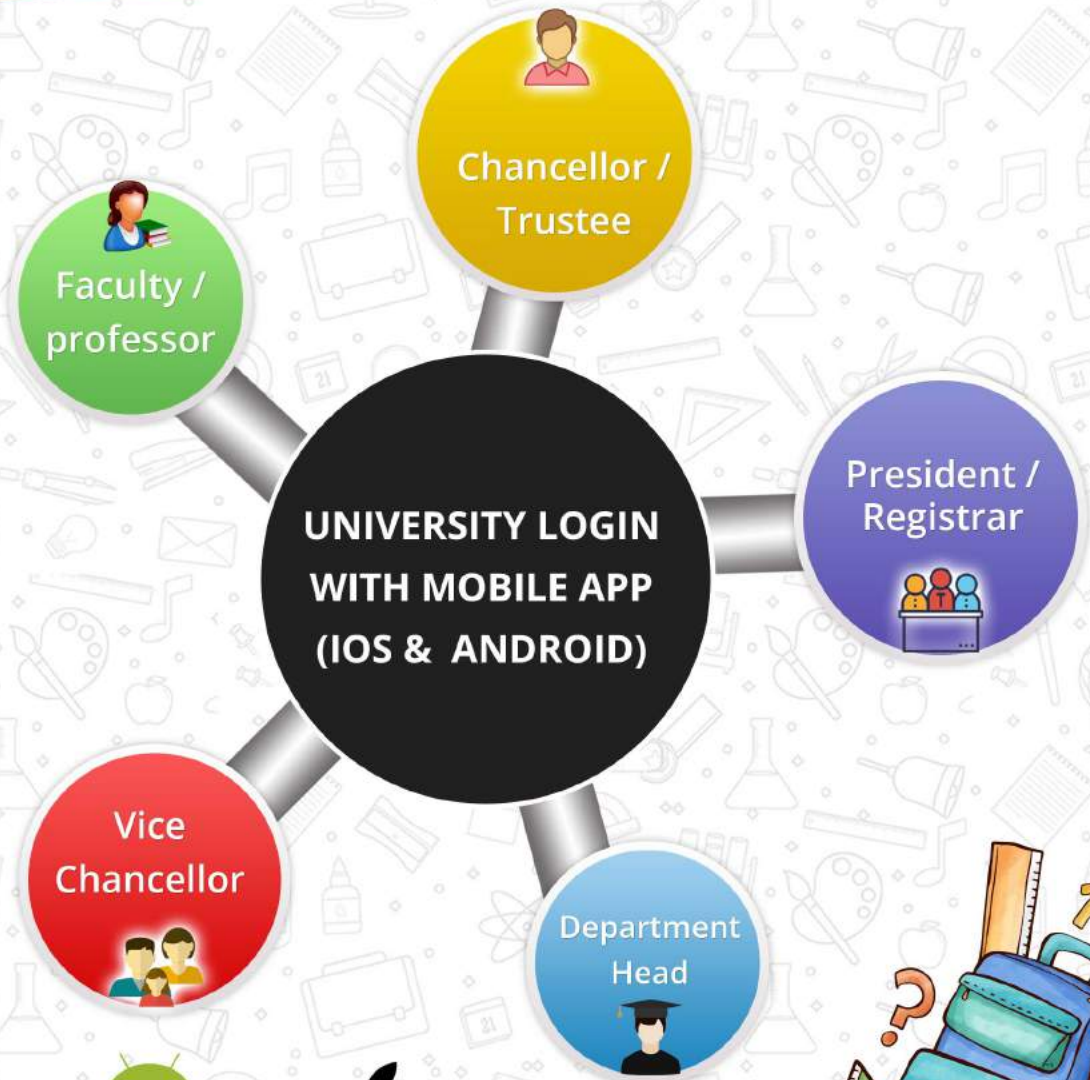 Chancellor /
Trustee
Faculty /
professor
President /
Registrar
UNIVERSITY LOGIN
WITH MOBILE APP
(IOS &  ANDROID)
Vice
Chancellor
Department
Head